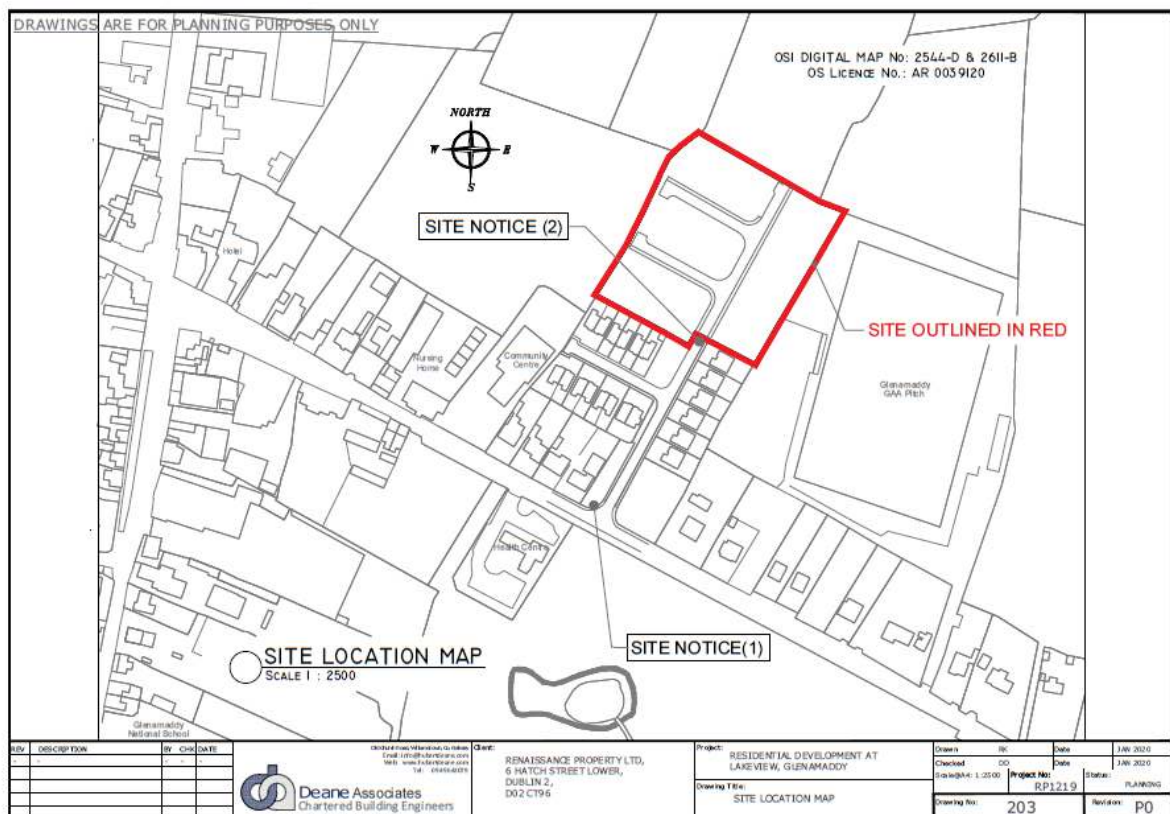 DRAWINGS ARE FOR PLANNING PURPOSES ONLY
OSI DIGITAL MAP No: 2544-D & 2611-B
OS LICENCE No.: AR 0039120
NORTH
W E
S
SITE NOTICE (2)
Hotel
SITE OUTLINED IN RED
Nursing
Home
Community
Centre
Glenamaddy
GAA Pitch
Health Centre
SITE NOTICE(1)
SITE LOCATION MAP
SCALE 1 : 2500
Glenamaddy
National School
REV DESCRIPTION BY CHK DATE
- - - - -
Deane Associates
Chartered Building Engineers
Client:
RENAISSANCE PROPERTY LTD,
6 HATCH STREET LOWER,
DUBLIN 2,
D02 CT96
Project:
RESIDENTIAL DEVELOPMENT AT
LAKEVIEW, GLENAMADDY
Drawing Title:
SITE LOCATION MAP
Drawn RK Date JAN 2020
Checked DO Date JAN 2020
Scale@A4: 1:2500 Project No: RP1219 Status: PLANNING
Drawing No: 203 Revision: P0